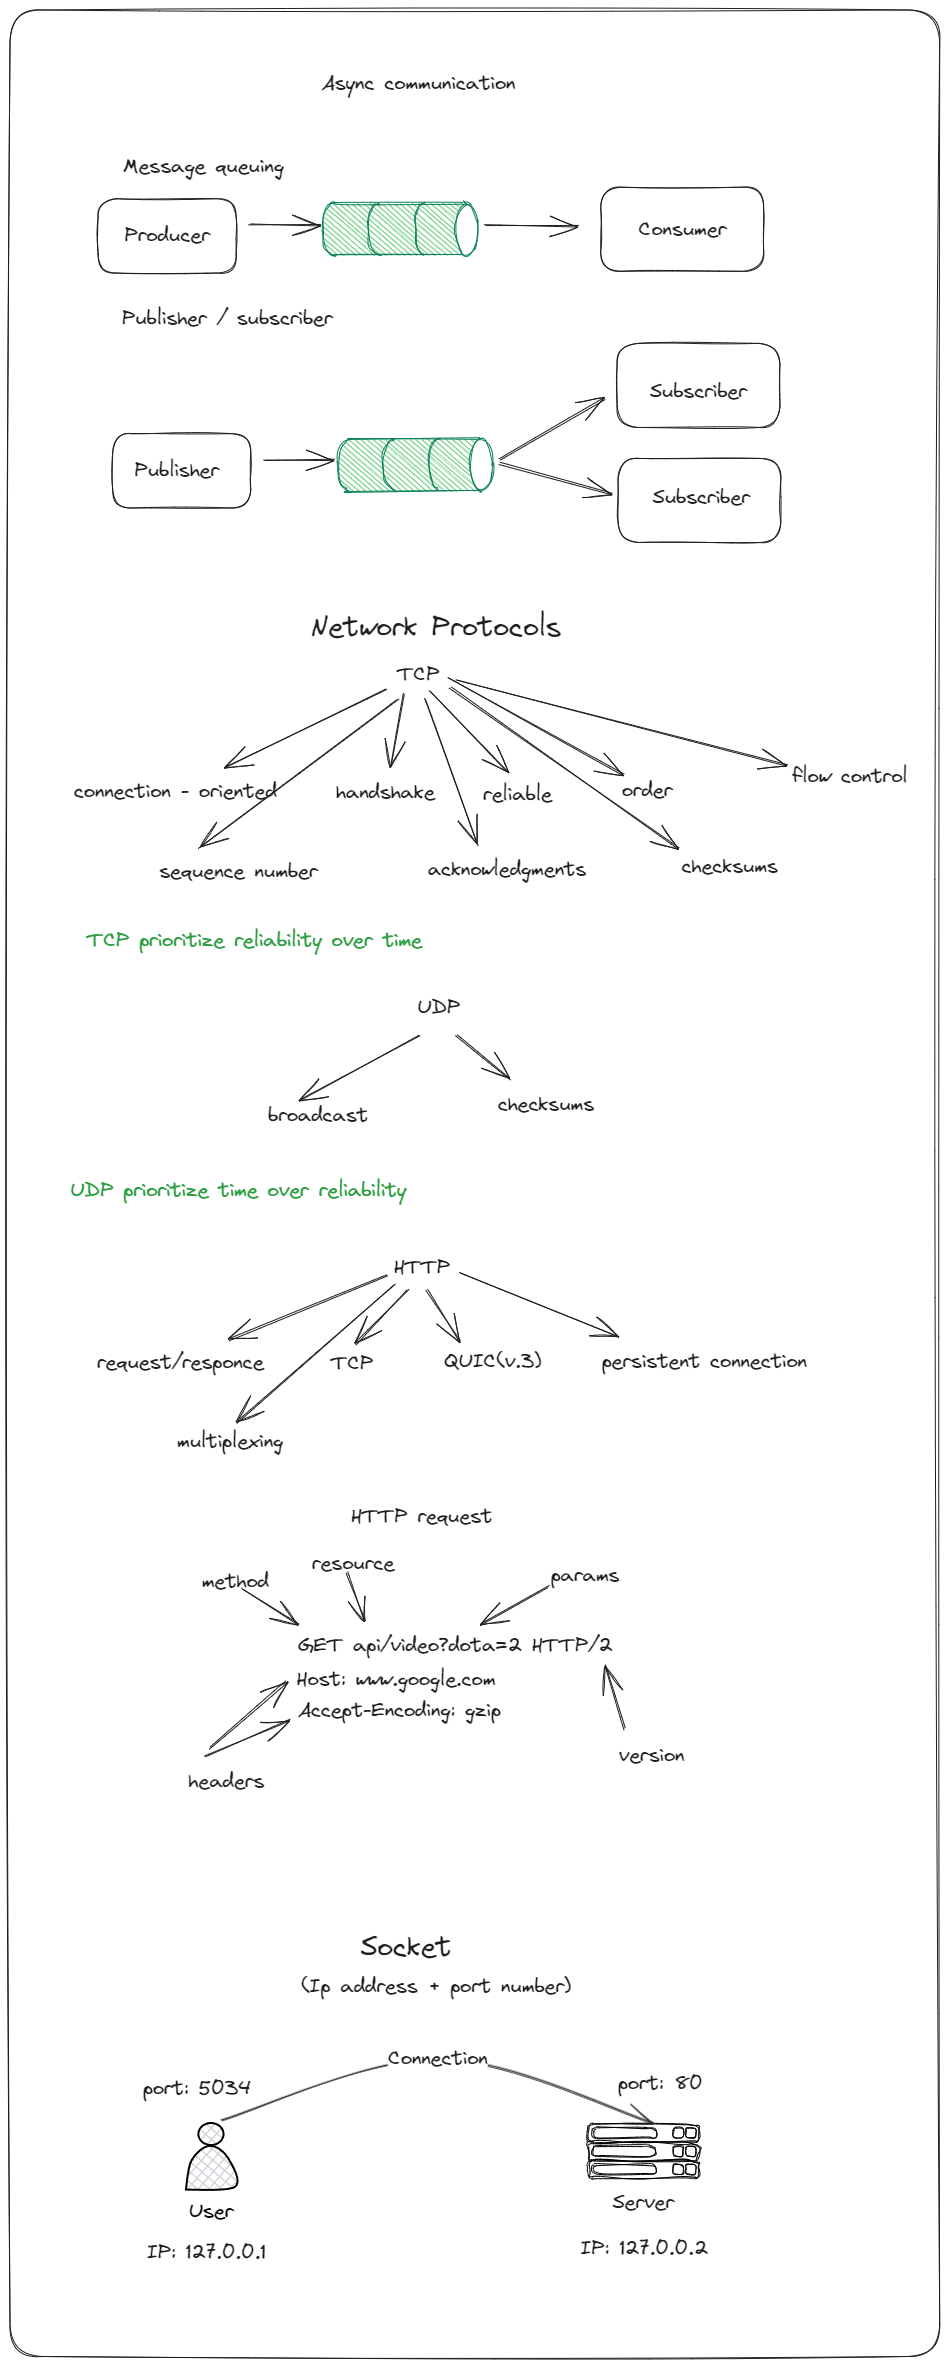 Async communication
Message queuing
Producer
Consumer
Publisher / subscriber
Subscriber
Publisher
Subscriber
Network Protocols
TCP
connection - oriented
handshake
reliable
order
flow control
sequence number
acknowledgments
checksums
TCP prioritize reliability over time
UDP
broadcast
checksums
UDP prioritize time over reliability
HTTP
request/responce
TCP
QUIC(v.3)
persistent connection
multiplexing
HTTP request
method
resource
params
GET api/video?dota=2 HTTP/2
Host: www.google.com
Accept-Encoding: gzip
version
headers
Socket
(Ip address + port number)
Connection
port: 5034
port: 80
User
Server
IP: 127.0.0.1
IP: 127.0.0.2